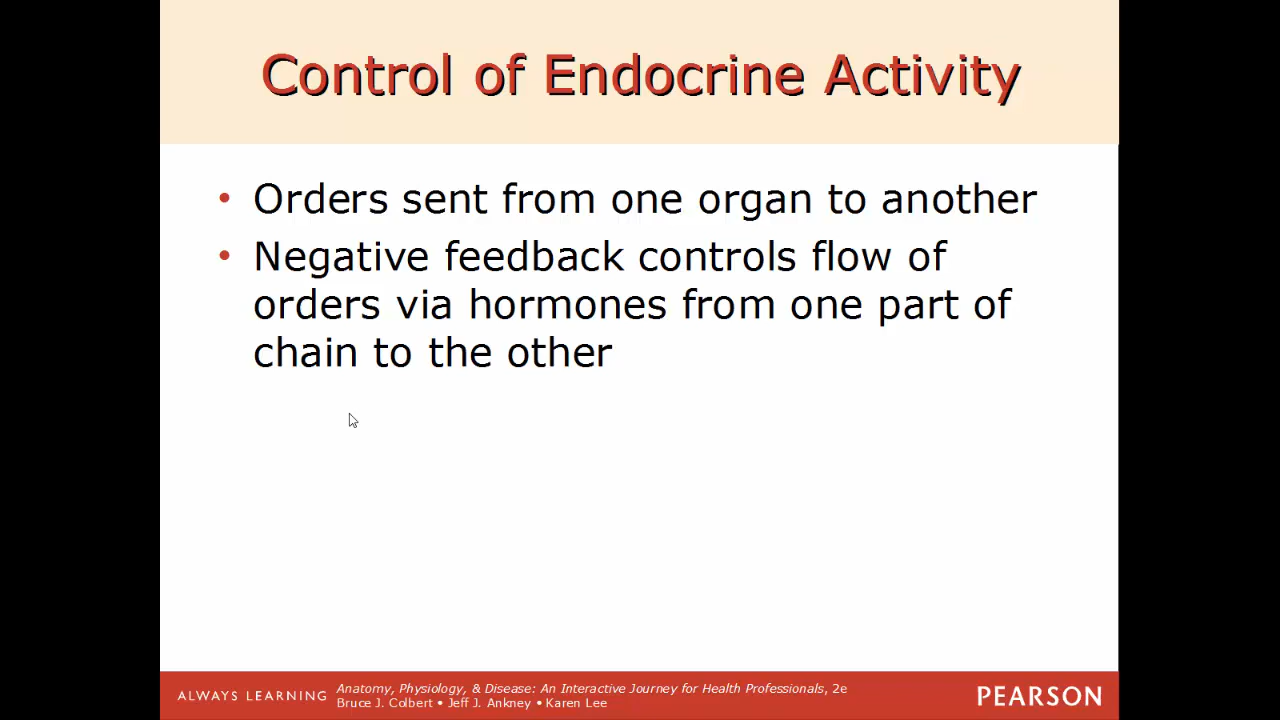 Control of Endocrine Activity
• Orders sent from one organ to another
• Negative feedback controls flow of
orders via hormones from one part of
chain to the other
ALWAYS LEARNING
Anatomy, Physiology, & Disease: An Interactive Journey for Health Professionals, 2e
Bruce J. Colbert • Jeff J. Ankney • Karen Lee
PEARSON